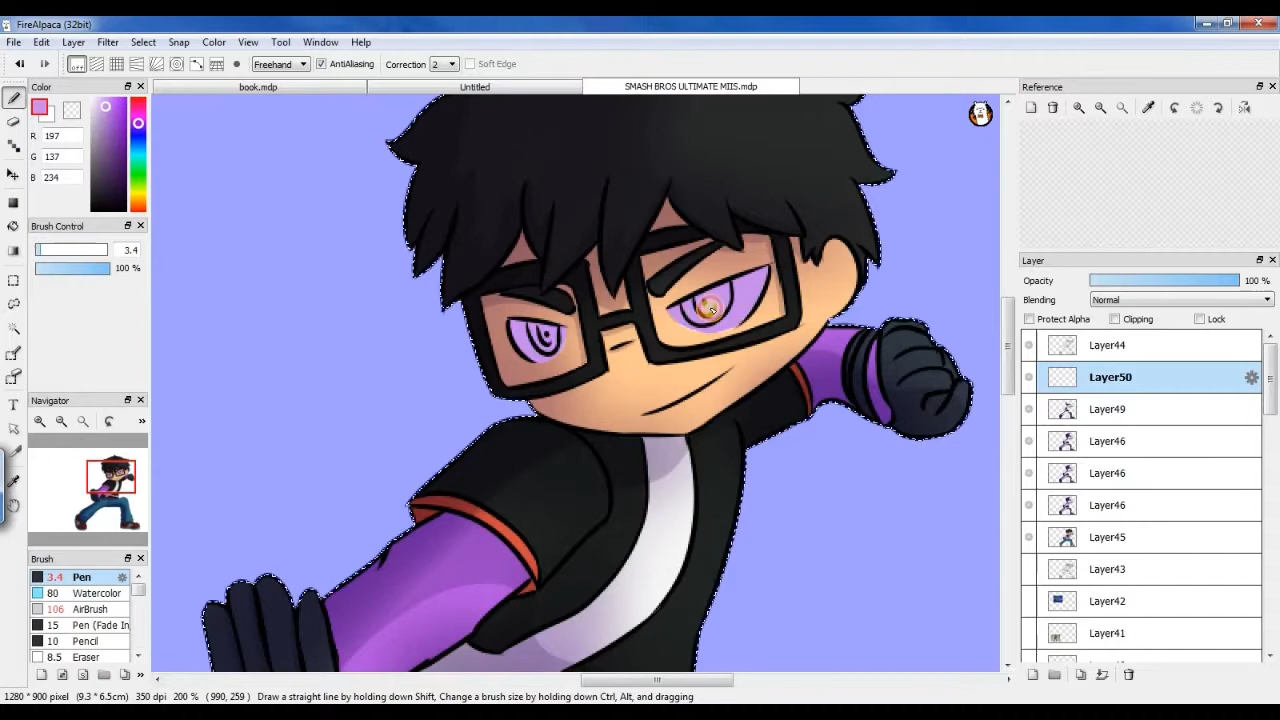 FireAlpaca (32bit)
File Edit Layer Filter Select Snap Color View Tool Window Help
OFF Freehand AntiAliasing Correction 2 Soft Edge
Color book.mdp Untitled SMASH BROS ULTIMATE MIIS.mdp Reference
R 197
G 137
B 234
Brush Control
3.4
100 %
Layer
Opacity 100 %
Blending Normal
Protect Alpha Clipping Lock
Layer44
Layer50
Layer49
Layer46
Layer46
Layer46
Layer45
Layer43
Layer42
Layer41
Navigator
Brush
3.4 Pen
80 Watercolor
106 AirBrush
15 Pen (Fade In
10 Pencil
8.5 Eraser
1280 * 900 pixel (9.3 * 6.5cm) 350 dpi 200 % ( 990, 259 ) Draw a straight line by holding down Shift, Change a brush size by holding down Ctrl, Alt, and dragging